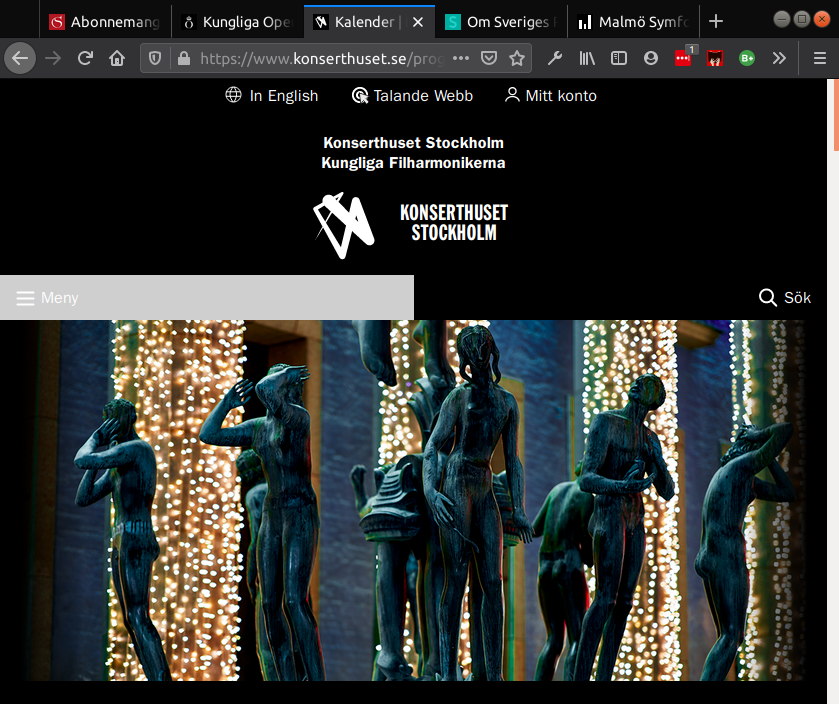 Abonnemang
Kungliga Ope
Kalender |
Om Sveriges
Malmö Symfo
https://www.konserthuset.se/prog
1
B+
In English
Talande Webb
Mitt konto
Konserthuset Stockholm
Kungliga Filharmonikerna
KONSERTHUSET
STOCKHOLM
Meny
Sök